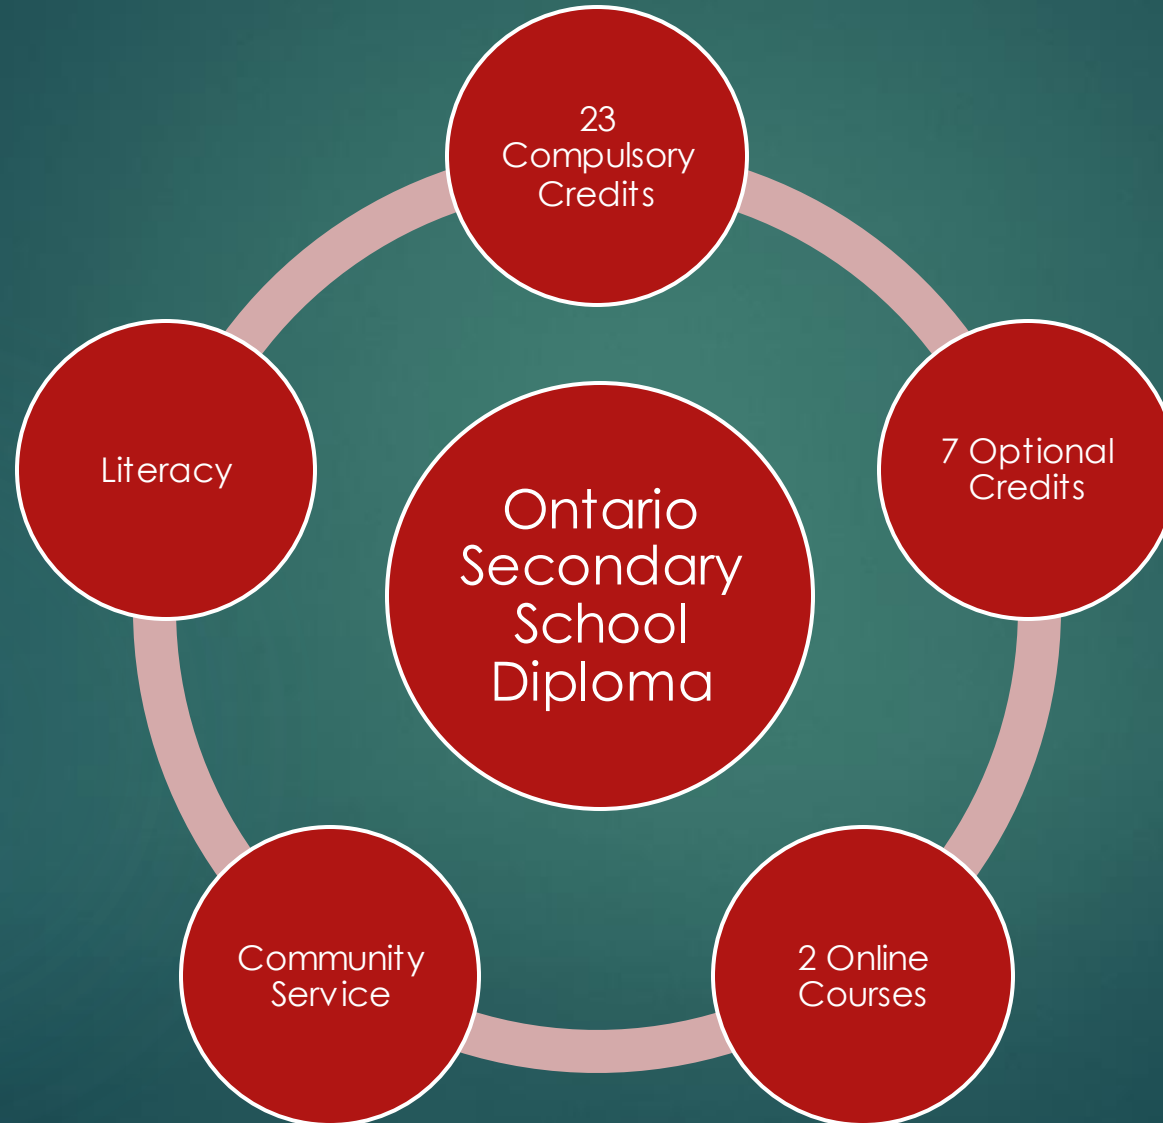 23
Compulsory
Credits
7 Optional
Credits
2 Online
Courses
Community
Service
Literacy
Ontario
Secondary
School
Diploma